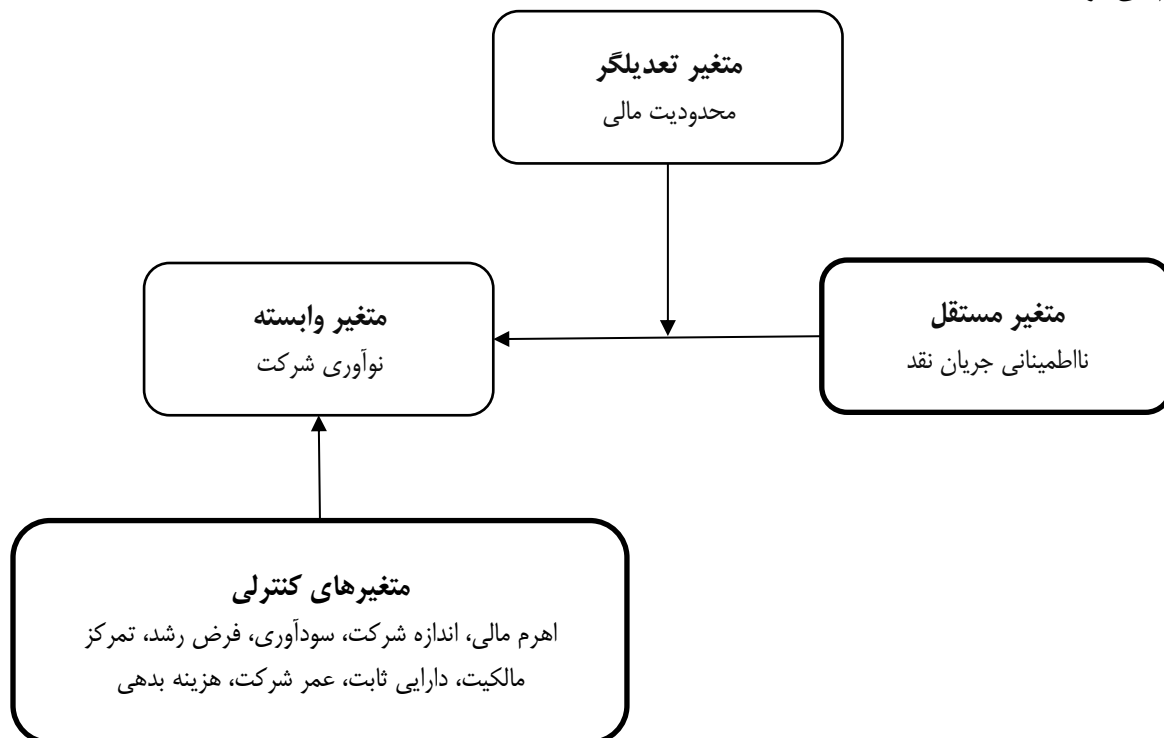 متغیر تعدیلگر
محدودیت مالی
متغیر مستقل
نااطمینانی جریان نقد
متغیر وابسته
نوآوری شرکت
متغیرهای کنترلی
اهرم مالی، اندازه شرکت، سودآوری، فرض رشد، تمرکز
مالکیت، دارایی ثابت، عمر شرکت، هزینه بدهی